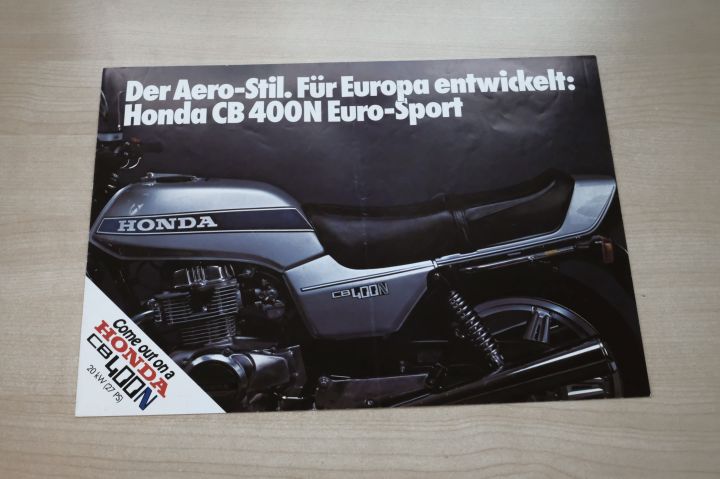 Der Aero-Stil. Für Europa entwickelt:
Honda CB 400N Euro-Sport
HONDA
CB400N
Come out on a
HONDA
CB400N
20 kW (27 PS)